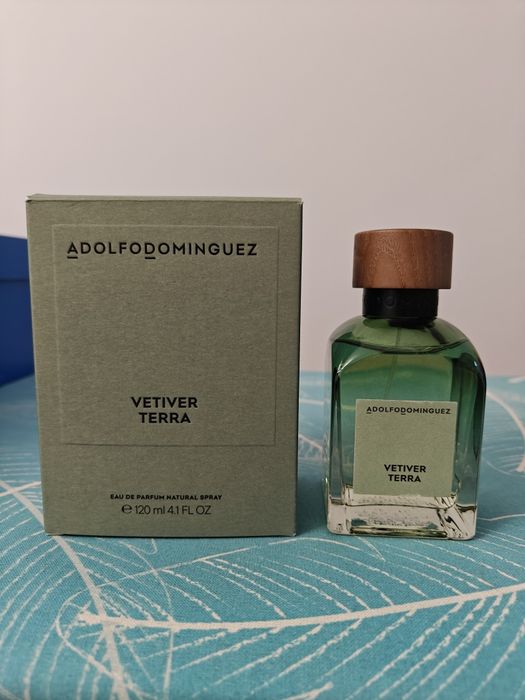 ADOLFODOMINGUEZ
VETIVER
TERRA
EAU DE PARFUM NATURAL SPRAY
℮ 120 ml 4.1 FL OZ
ADOLFODOMINGUEZ
VETIVER
TERRA